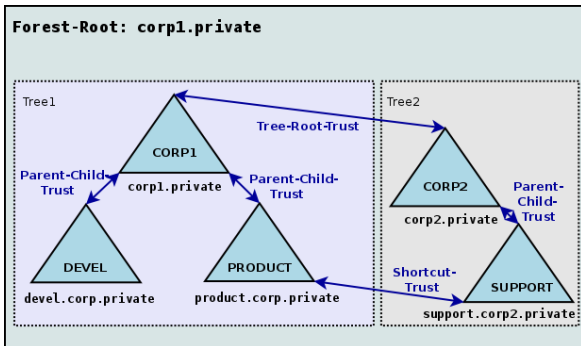 Forest-Root: corp1.private
Tree1
Tree2
Tree-Root-Trust
CORP1
corp1.private
Parent-Child-
Trust
Parent-Child-
Trust
CORP2
corp2.private
Parent-
Child-
Trust
DEVEL
devel.corp.private
PRODUCT
product.corp.private
Shortcut-
Trust
SUPPORT
support.corp2.private